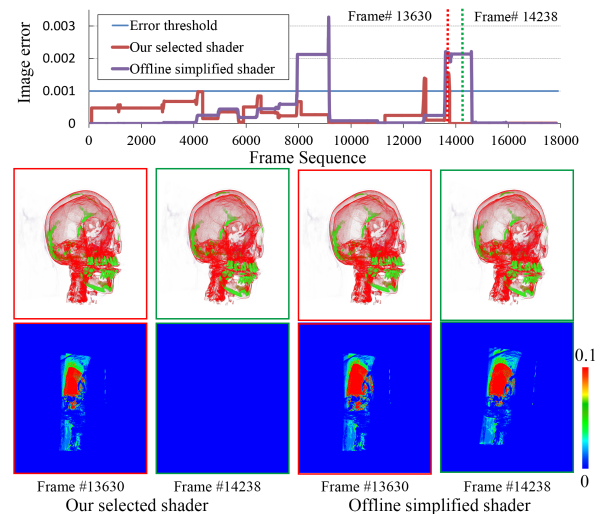 Frame# 13630 Frame# 14238
Image error
0.003
0.002
0.001
0
Error threshold
Our selected shader
Offline simplified shader
0 2000 4000 6000 8000 10000 12000 14000 16000 18000
Frame Sequence
0.1
0
Frame #13630 Frame #14238 Frame #13630 Frame #14238
Our selected shader Offline simplified shader